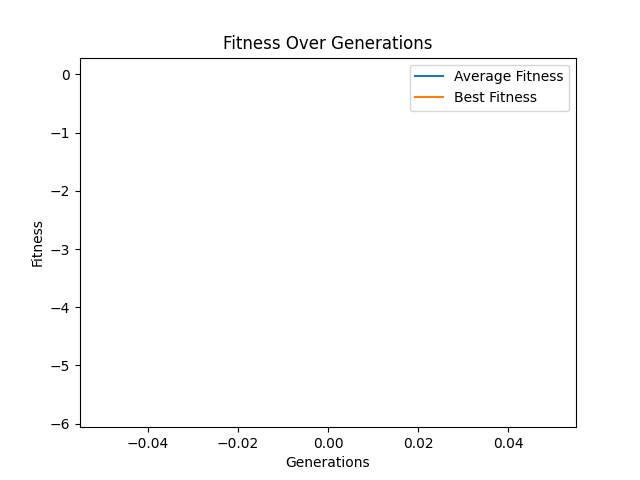 Fitness Over Generations
Average Fitness
Best Fitness
0
−1
−2
−3
−4
−5
−6
Fitness
−0.04 −0.02 0.00 0.02 0.04
Generations